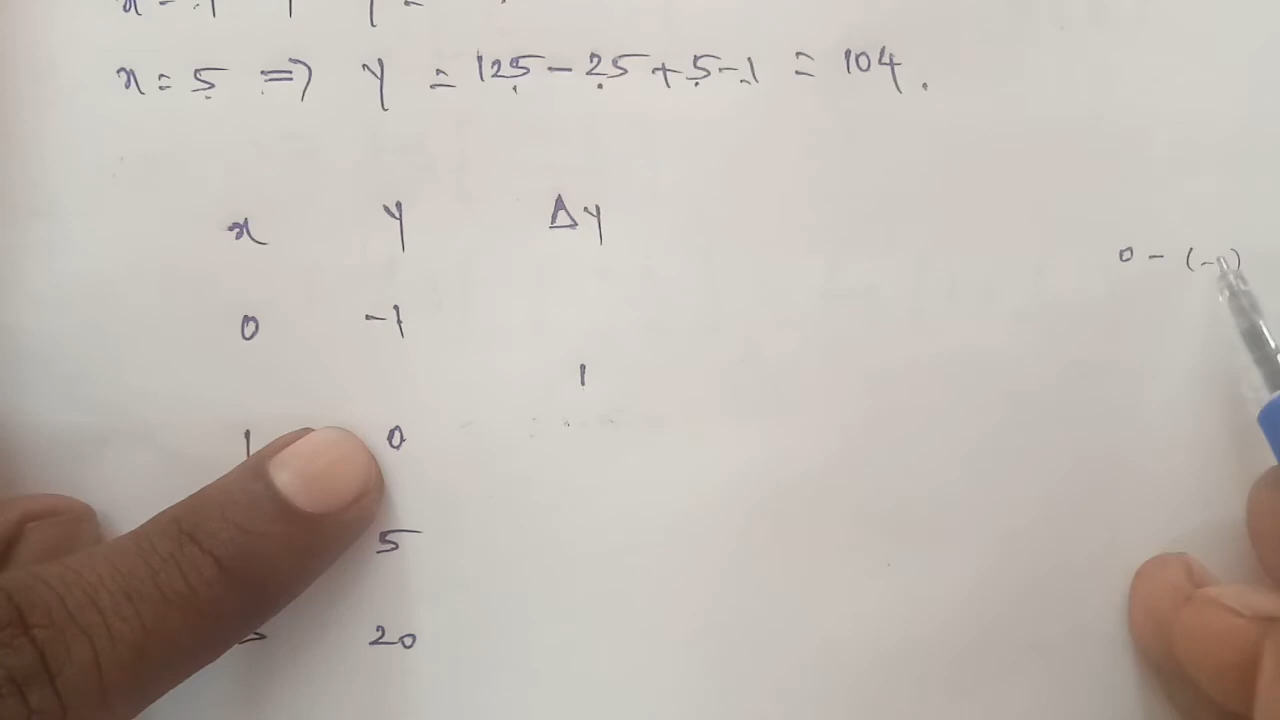 x = 5 ⇒ y = 125 - 25 + 5 - 1 = 104.
x y Δy
0 - (-1)
0 -1
1
1 0
5
20